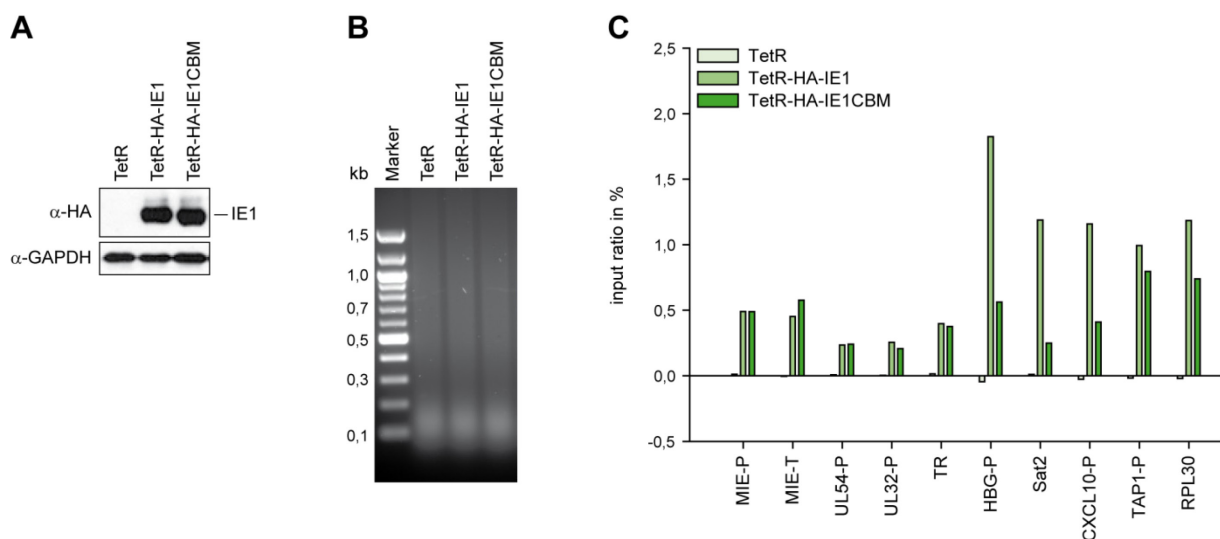 A
TetR
TetR-HA-IE1
TetR-HA-IE1CBM
α-HA
IE1
α-GAPDH
B
kb
Marker
TetR
TetR-HA-IE1
TetR-HA-IE1CBM
1,5
1,0
0,7
0,5
0,3
0,1
C
TetR
TetR-HA-IE1
TetR-HA-IE1CBM
input ratio in %
2,5
2,0
1,5
1,0
0,5
0,0
-0,5
MIE-P
MIE-T
UL54-P
UL32-P
TR
HBG-P
Sat2
CXCL10-P
TAP1-P
RPL30